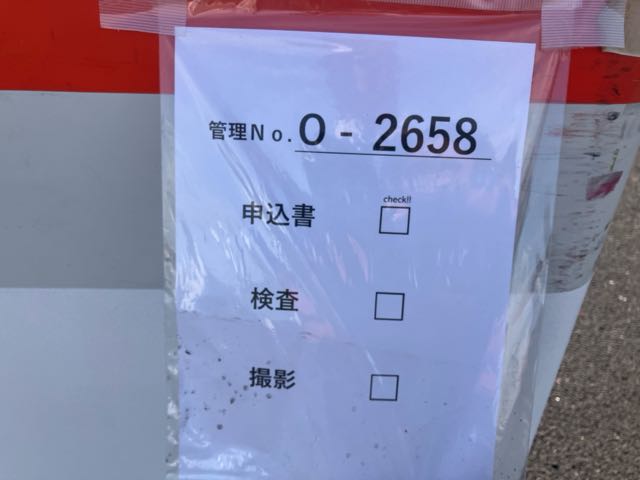 管理No. O - 2658
check!!
申込書 □
検査 □
撮影 □